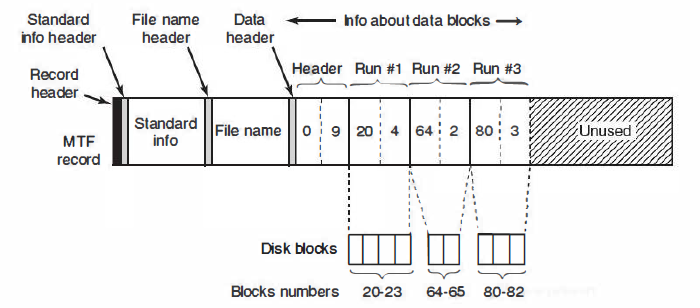 Standard info header
File name header
Data header
Info about data blocks
Header
Run #1
Run #2
Run #3
Record header
MTF record
Standard info
File name
0 9 20 4 64 2 80 3
Unused
Disk blocks
Blocks numbers 20-23 64-65 80-82